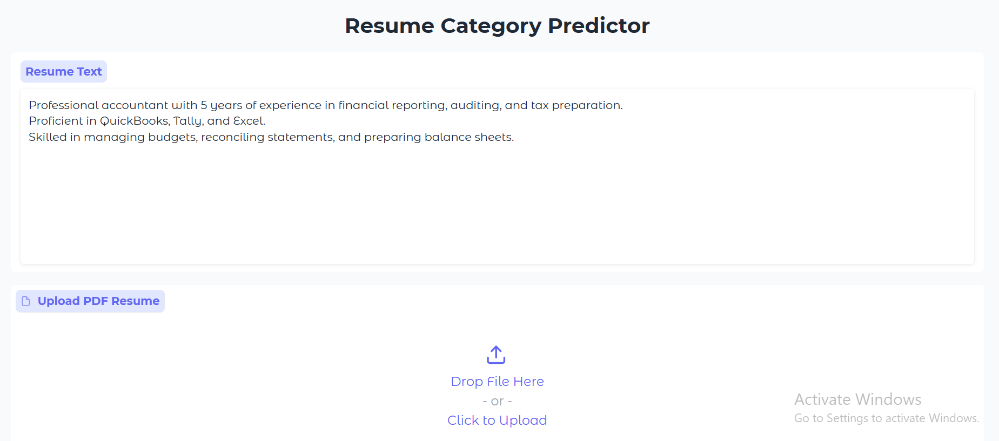 Resume Category Predictor
Resume Text
Professional accountant with 5 years of experience in financial reporting, auditing, and tax preparation.
Proficient in QuickBooks, Tally, and Excel.
Skilled in managing budgets, reconciling statements, and preparing balance sheets.
Upload PDF Resume
Drop File Here
- or -
Click to Upload
Activate Windows
Go to Settings to activate Windows.